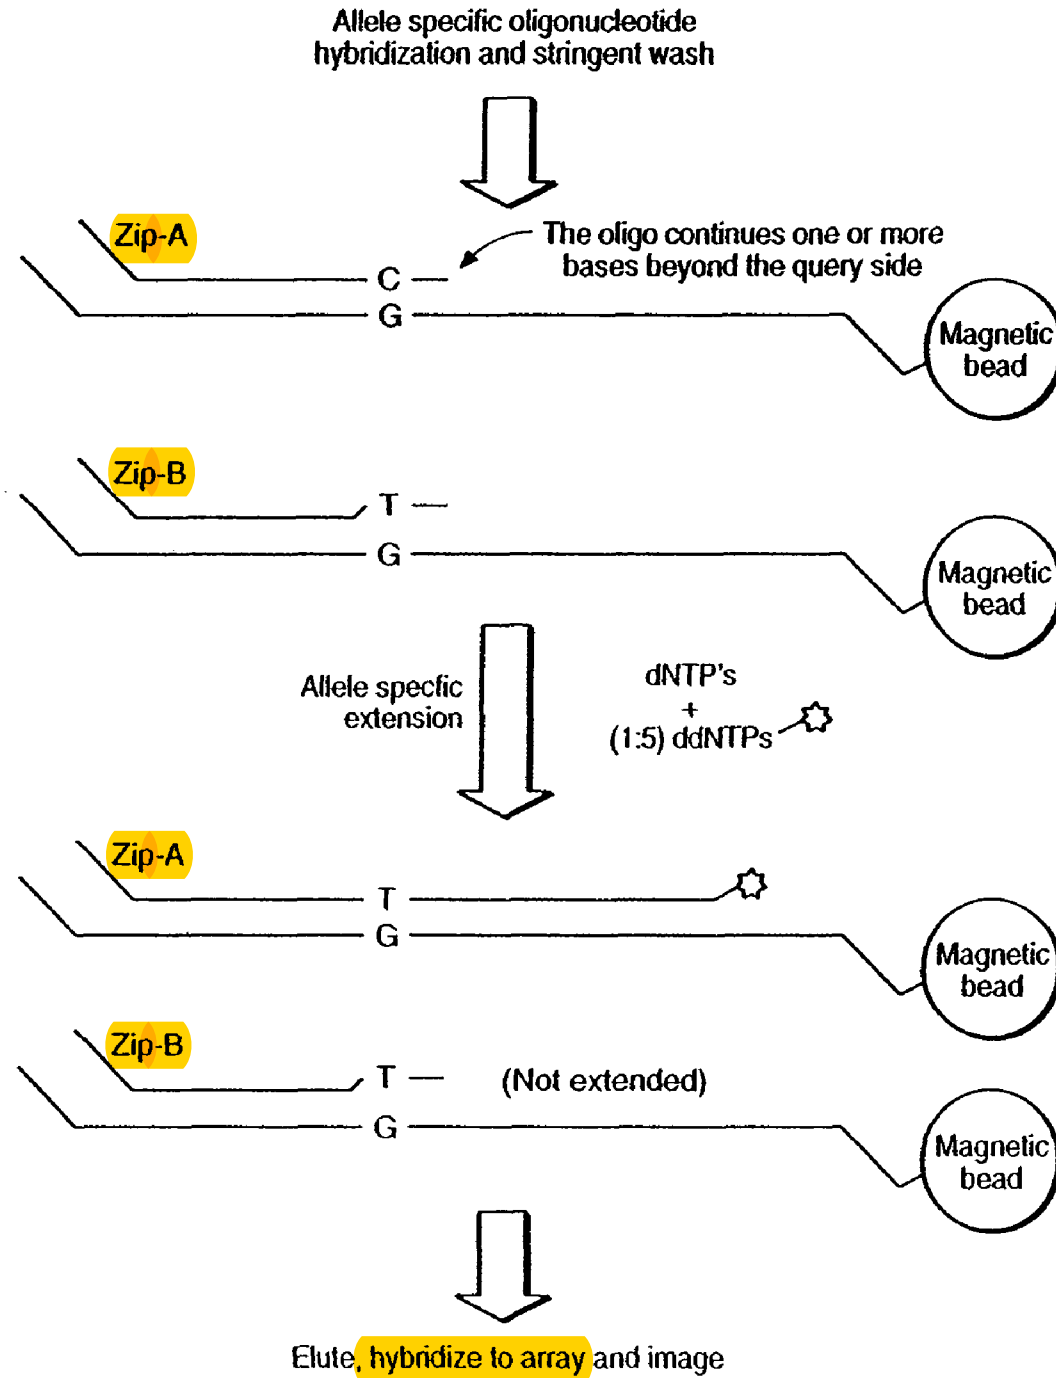 Allele specific oligonucleotide
hybridization and stringent wash
Zip-A
The oligo continues one or more
bases beyond the query side
C
G
Magnetic
bead
Zip-B
T
G
Magnetic
bead
Allele specfic
extension
dNTP's
+
(1:5) ddNTPs
Zip-A
T
G
Magnetic
bead
Zip-B
T
(Not extended)
G
Magnetic
bead
Elute, hybridize to array and image